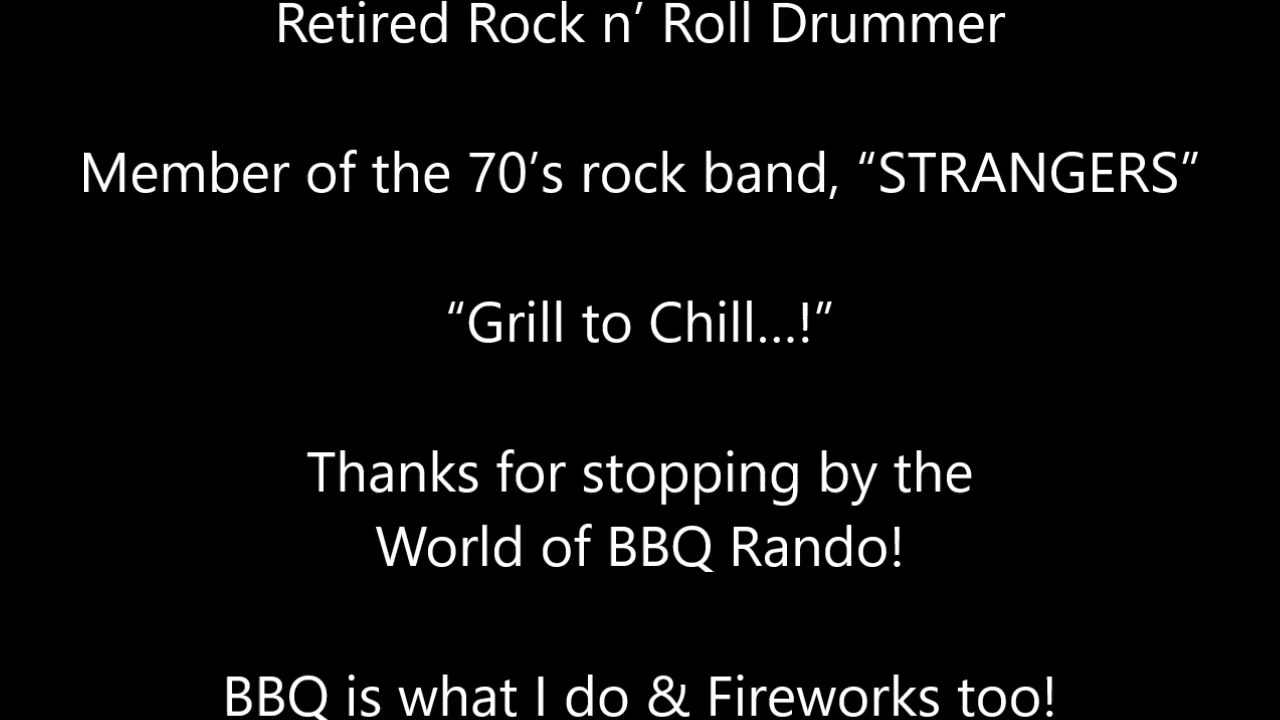 Retired Rock n’ Roll Drummer
Member of the 70’s rock band, “STRANGERS”
“Grill to Chill...!”
Thanks for stopping by the
World of BBQ Rando!
BBQ is what I do & Fireworks too!